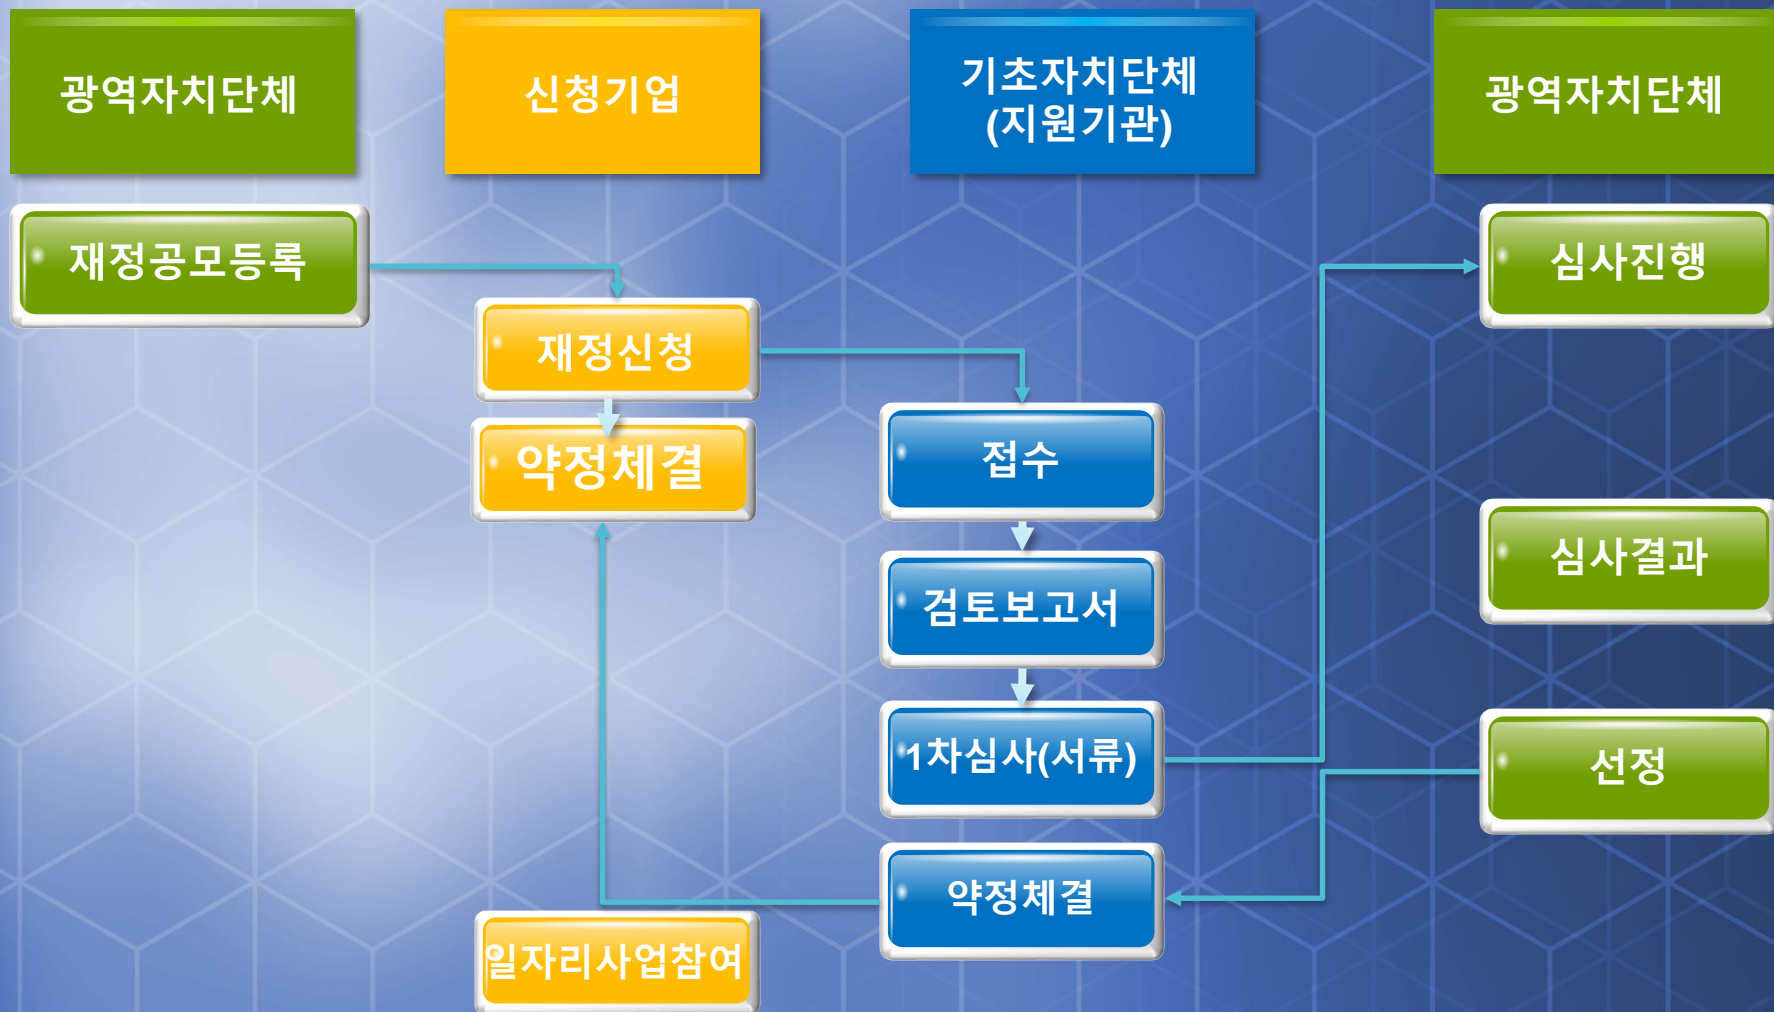 광역자치단체
신청기업
기초자치단체
(지원기관)
광역자치단체
재정공모등록
심사진행
재정신청
약정체결
접수
심사결과
검토보고서
1차심사(서류)
선정
약정체결
일자리사업참여